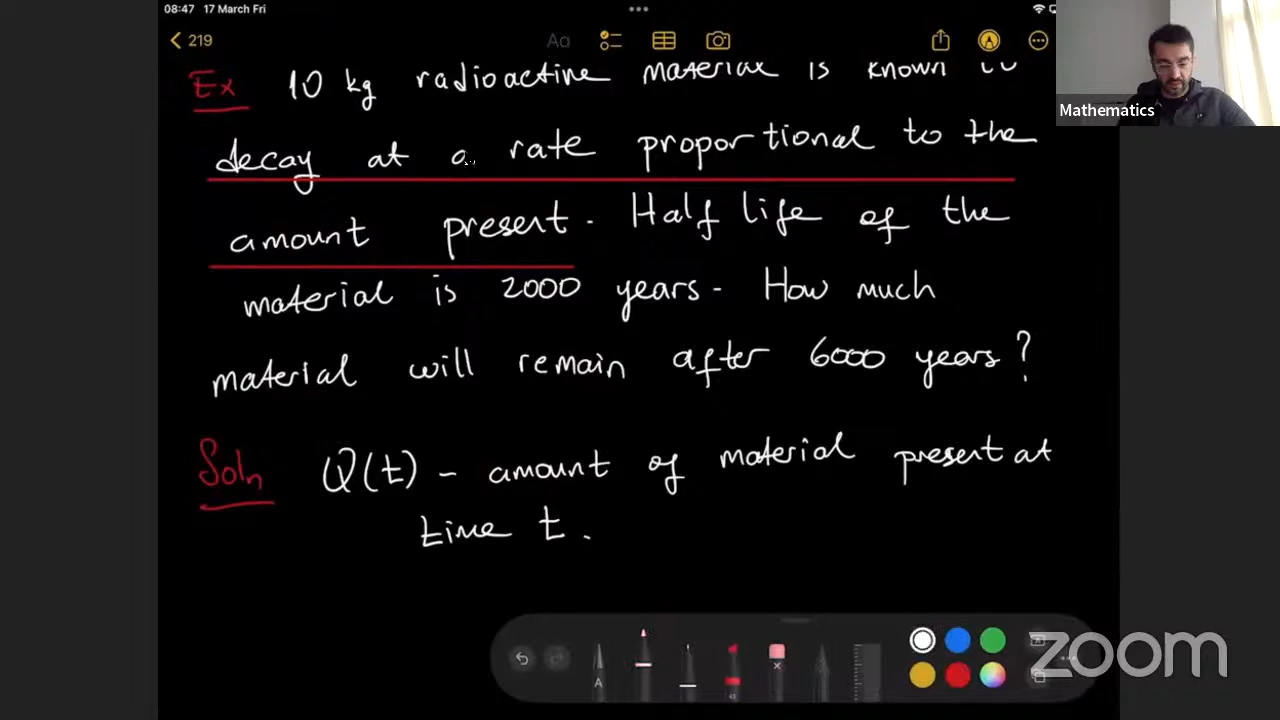 08:47 17 March Fri
219
Aa
Mathematics
Ex 10 kg radioactive material is known to
decay at a rate proportional to the
amount present. Half life of the
material is 2000 years. How much
material will remain after 6000 years?
Soln Q(t) - amount of material present at
time t.
A
zoom